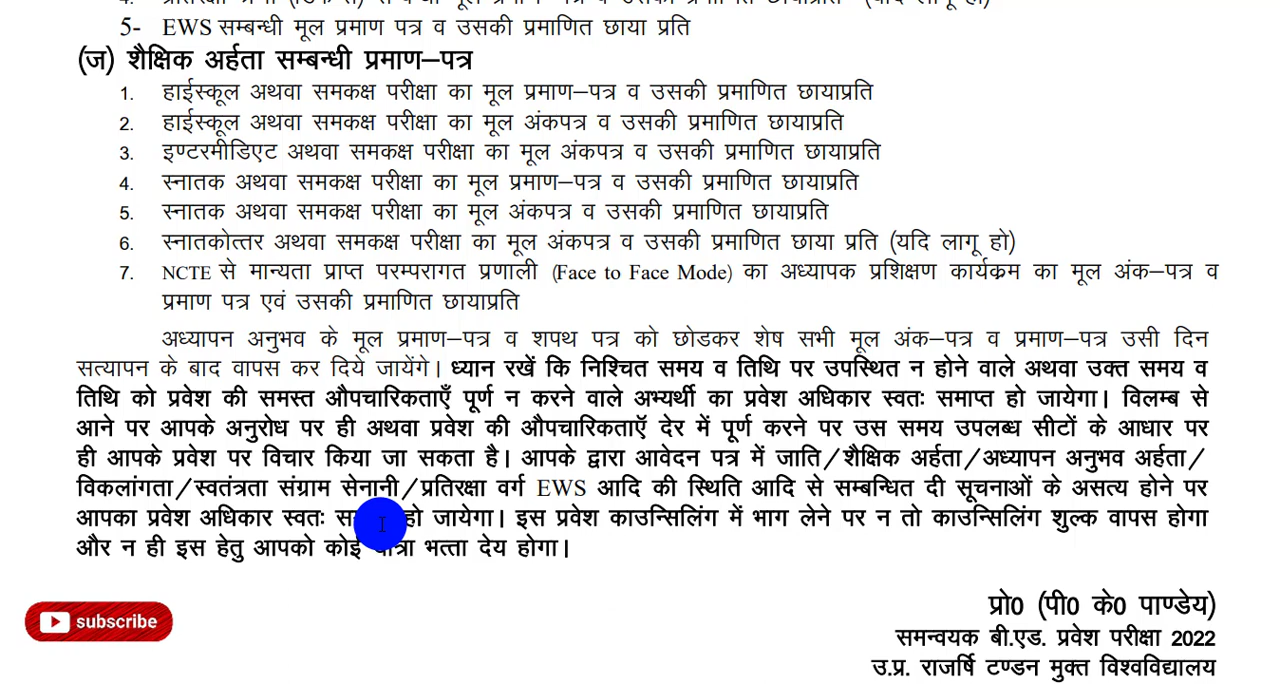 5- EWS सम्बन्धी मूल प्रमाण पत्र व उसकी प्रमाणित छाया प्रति
(ज) शैक्षिक अर्हता सम्बन्धी प्रमाण–पत्र
1. हाईस्कूल अथवा समकक्ष परीक्षा का मूल प्रमाण–पत्र व उसकी प्रमाणित छायाप्रति
2. हाईस्कूल अथवा समकक्ष परीक्षा का मूल अंकपत्र व उसकी प्रमाणित छायाप्रति
3. इण्टरमीडिएट अथवा समकक्ष परीक्षा का मूल अंकपत्र व उसकी प्रमाणित छायाप्रति
4. स्नातक अथवा समकक्ष परीक्षा का मूल प्रमाण–पत्र व उसकी प्रमाणित छायाप्रति
5. स्नातक अथवा समकक्ष परीक्षा का मूल अंकपत्र व उसकी प्रमाणित छायाप्रति
6. स्नातकोत्तर अथवा समकक्ष परीक्षा का मूल अंकपत्र व उसकी प्रमाणित छाया प्रति (यदि लागू हो)
7. NCTE से मान्यता प्राप्त परम्परागत प्रणाली (Face to Face Mode) का अध्यापक प्रशिक्षण कार्यक्रम का मूल अंक–पत्र व
प्रमाण पत्र एवं उसकी प्रमाणित छायाप्रति
अध्यापन अनुभव के मूल प्रमाण–पत्र व शपथ पत्र को छोडकर शेष सभी मूल अंक–पत्र व प्रमाण–पत्र उसी दिन
सत्यापन के बाद वापस कर दिये जायेंगे। ध्यान रखें कि निश्चित समय व तिथि पर उपस्थित न होने वाले अथवा उक्त समय व
तिथि को प्रवेश की समस्त औपचारिकताएँ पूर्ण न करने वाले अभ्यर्थी का प्रवेश अधिकार स्वतः समाप्त हो जायेगा। विलम्ब से
आने पर आपके अनुरोध पर ही अथवा प्रवेश की औपचारिकताऍ देर में पूर्ण करने पर उस समय उपलब्ध सीटों के आधार पर
ही आपके प्रवेश पर विचार किया जा सकता है। आपके द्वारा आवेदन पत्र में जाति/शैक्षिक अर्हता/अध्यापन अनुभव अर्हता/
विकलांगता/स्वतंत्रता संग्राम सेनानी/प्रतिरक्षा वर्ग EWS आदि की स्थिति आदि से सम्बन्धित दी सूचनाओं के असत्य होने पर
आपका प्रवेश अधिकार स्वतः हो जायेगा। इस प्रवेश काउन्सिलिंग में भाग लेने पर न तो काउन्सिलिंग शुल्क वापस होगा
और न ही इस हेतु आपको कोई यात्रा भत्ता देय होगा।
प्रो0 (पी0 के0 पाण्डेय)
subscribe
समन्वयक बी.एड. प्रवेश परीक्षा 2022
उ.प्र. राजर्षि टण्डन मुक्त विश्वविद्यालय